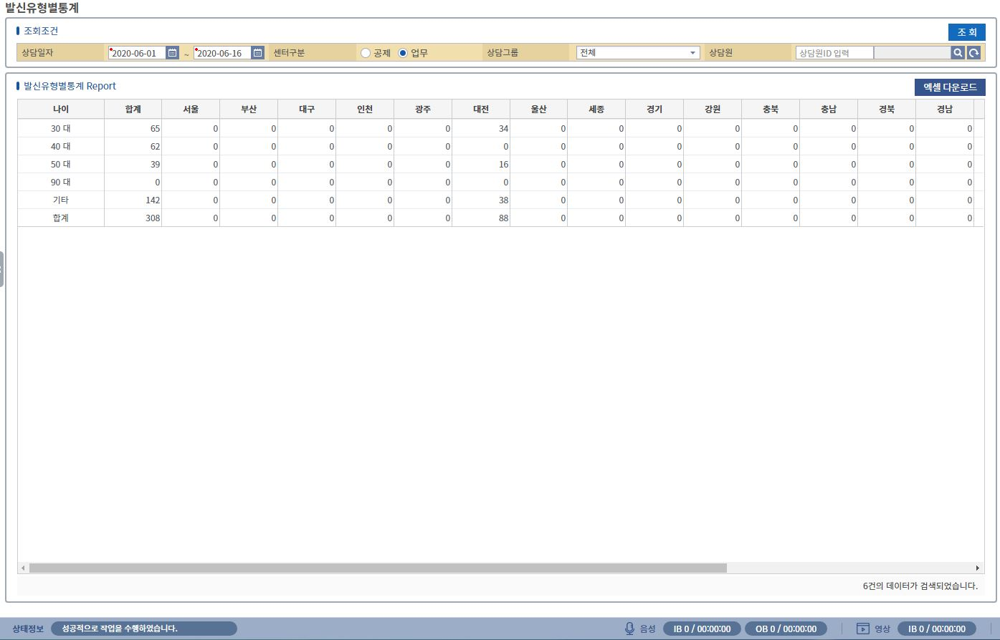 발신유형별통계
조회조건
조 회
상담일자 2020-06-01 ~ 2020-06-16 센터구분 공제 업무 상담그룹 전체 상담원 상담원ID 입력
발신유형별통계 Report
엑셀 다운로드
나이 합계 서울 부산 대구 인천 광주 대전 울산 세종 경기 강원 충북 충남 경북 경남
30 대 65 0 0 0 0 0 34 0 0 0 0 0 0 0 0
40 대 62 0 0 0 0 0 0 0 0 0 0 0 0 0 0
50 대 39 0 0 0 0 0 16 0 0 0 0 0 0 0 0
90 대 0 0 0 0 0 0 0 0 0 0 0 0 0 0 0
기타 142 0 0 0 0 0 38 0 0 0 0 0 0 0 0
합계 308 0 0 0 0 0 88 0 0 0 0 0 0 0 0
6건의 데이터가 검색되었습니다.
상태정보 성공적으로 작업을 수행하였습니다. 음성 IB 0 / 00:00:00 OB 0 / 00:00:00 영상 IB 0 / 00:00:00